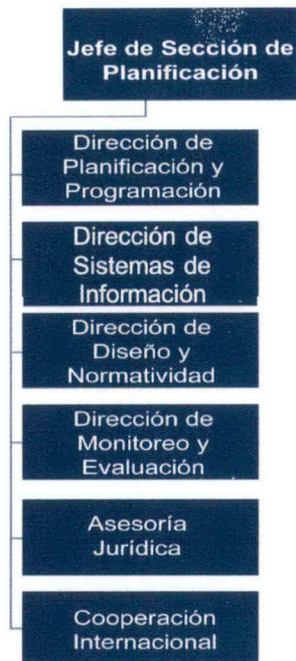 Jefe de Sección de
Planificación
Dirección de
Planificación y
Programación
Dirección de
Sistemas de
Información
Dirección de
Diseño y
Normatividad
Dirección de
Monitoreo y
Evaluación
Asesoría
Jurídica
Cooperación
Internacional